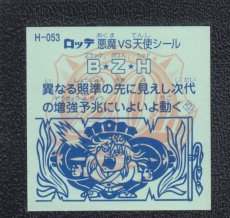 H-053
ロッテ 悪魔VS天使シール
B★Z★H
異なる照準の先に見えし次代
の増強予兆にいよいよ動く⑫